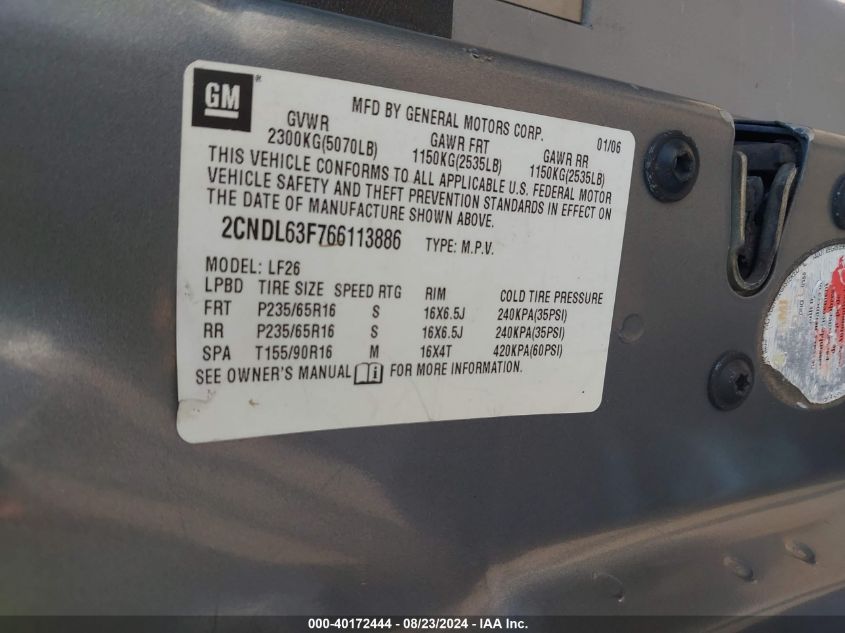 GM ®
MFD BY GENERAL MOTORS CORP. 01/06
GVWR GAWR FRT GAWR RR
2300KG(5070LB) 1150KG(2535LB) 1150KG(2535LB)
THIS VEHICLE CONFORMS TO ALL APPLICABLE U.S. FEDERAL MOTOR
VEHICLE SAFETY AND THEFT PREVENTION STANDARDS IN EFFECT ON
THE DATE OF MANUFACTURE SHOWN ABOVE.
2CNDL63F766113886 TYPE: M.P.V.
MODEL: LF26
LPBD TIRE SIZE SPEED RTG RIM COLD TIRE PRESSURE
FRT P235/65R16 S 16X6.5J 240KPA(35PSI)
RR P235/65R16 S 16X6.5J 240KPA(35PSI)
SPA T155/90R16 M 16X4T 420KPA(60PSI)
SEE OWNER'S MANUAL FOR MORE INFORMATION.
000-40172444 - 08/23/2024 - IAAI, Inc.